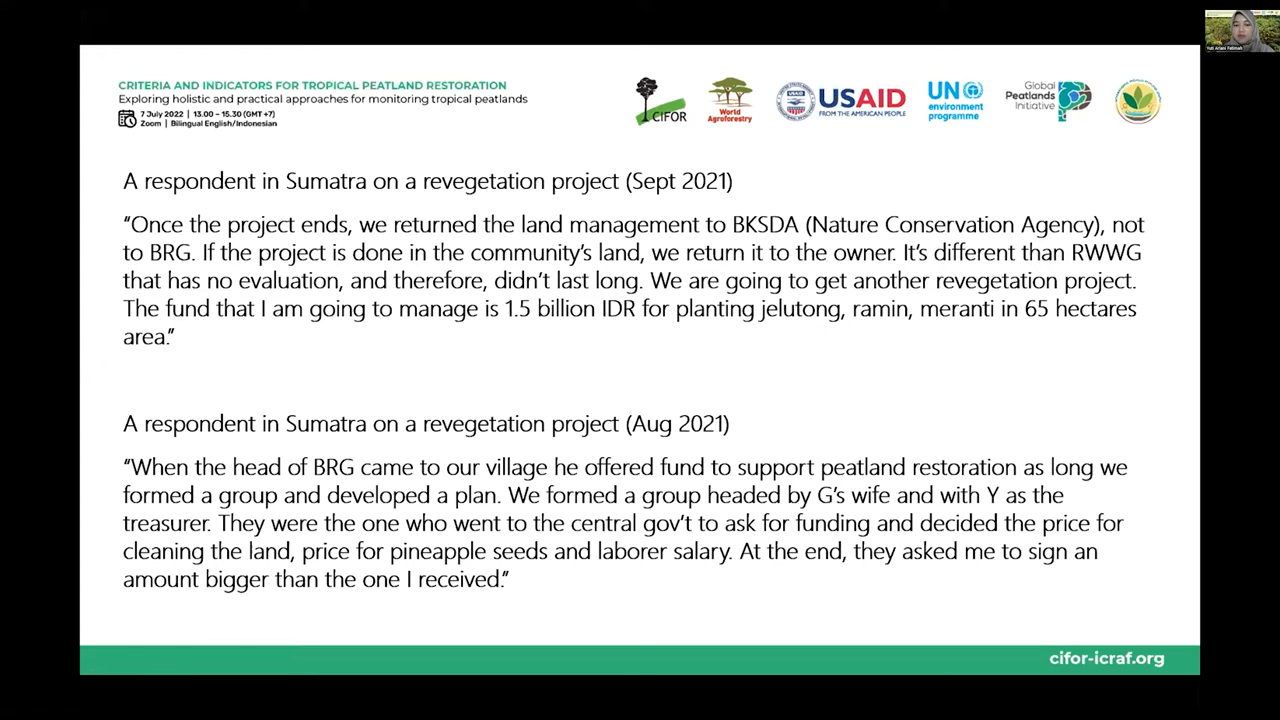 Yuti Ariani Fatimah
CRITERIA AND INDICATORS FOR TROPICAL PEATLAND RESTORATION
Exploring holistic and practical approaches for monitoring tropical peatlands
7 July 2022 | 13.00 – 15.30 (GMT +7)
Zoom | Bilingual English/Indonesian
CIFOR
World
Agroforestry
USAID
FROM THE AMERICAN PEOPLE
UN
environment
programme
Global
Peatlands
Initiative
A respondent in Sumatra on a revegetation project (Sept 2021)
“Once the project ends, we returned the land management to BKSDA (Nature Conservation Agency), not
to BRG. If the project is done in the community’s land, we return it to the owner. It’s different than RWWG
that has no evaluation, and therefore, didn’t last long. We are going to get another revegetation project.
The fund that I am going to manage is 1.5 billion IDR for planting jelutong, ramin, meranti in 65 hectares
area.”
A respondent in Sumatra on a revegetation project (Aug 2021)
“When the head of BRG came to our village he offered fund to support peatland restoration as long we
formed a group and developed a plan. We formed a group headed by G’s wife and with Y as the
treasurer. They were the one who went to the central gov’t to ask for funding and decided the price for
cleaning the land, price for pineapple seeds and laborer salary. At the end, they asked me to sign an
amount bigger than the one I received.”
cifor-icraf.org